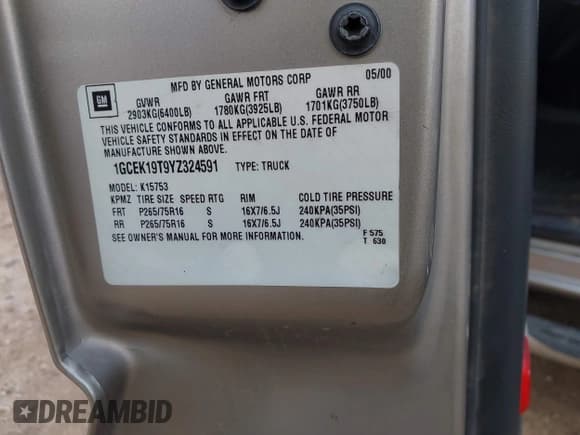 MFD BY GENERAL MOTORS CORP 05/00
GM
GVWR GAWR FRT GAWR RR
2903KG(6400LB) 1780KG(3925LB) 1701KG(3750LB)
THIS VEHICLE CONFORMS TO ALL APPLICABLE U.S. FEDERAL MOTOR
VEHICLE SAFETY STANDARDS IN EFFECT ON THE DATE OF
MANUFACTURE SHOWN ABOVE.
1GCEK19T9YZ324591 TYPE: TRUCK
MODEL: K15753
KPMZ TIRE SIZE SPEED RTG RIM COLD TIRE PRESSURE
FRT P265/75R16 S 16X7/6.5J 240KPA(35PSI)
RR P265/75R16 S 16X7/6.5J 240KPA(35PSI)
SEE OWNER'S MANUAL FOR MORE INFORMATION.
F 575
T 630
DREAMBID